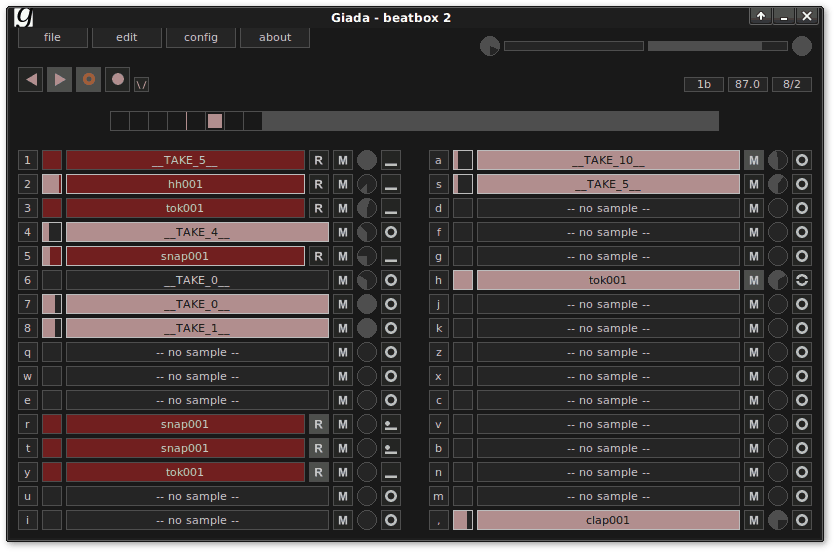 g Giada - beatbox 2
file edit config about
\/ 1b 87.0 8/2
1 __TAKE_5__ R M
2 hh001 R M
3 tok001 R M
4 __TAKE_4__ M
5 snap001 R M
6 __TAKE_0__ M
7 __TAKE_0__ M
8 __TAKE_1__ M
q -- no sample -- M
w -- no sample -- M
e -- no sample -- M
r snap001 R M
t snap001 R M
y tok001 R M
u -- no sample -- M
i -- no sample -- M
a __TAKE_10__ M
s __TAKE_5__ M
d -- no sample -- M
f -- no sample -- M
g -- no sample -- M
h tok001 M
j -- no sample -- M
k -- no sample -- M
z -- no sample -- M
x -- no sample -- M
c -- no sample -- M
v -- no sample -- M
b -- no sample -- M
n -- no sample -- M
m -- no sample -- M
, clap001 M